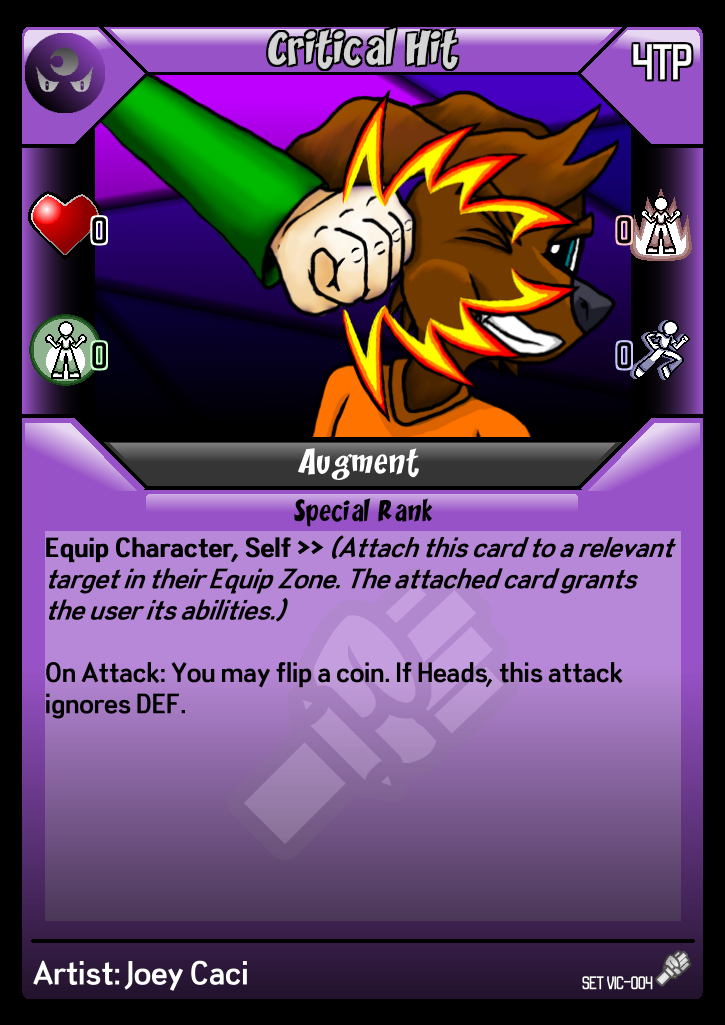 Critical Hit
4TP
0
0
0
0
Augment
Special Rank
Equip Character, Self >> (Attach this card to a relevant
target in their Equip Zone. The attached card grants
the user its abilities.)
On Attack: You may flip a coin. If Heads, this attack
ignores DEF.
Artist: Joey Caci
SET VIC-004